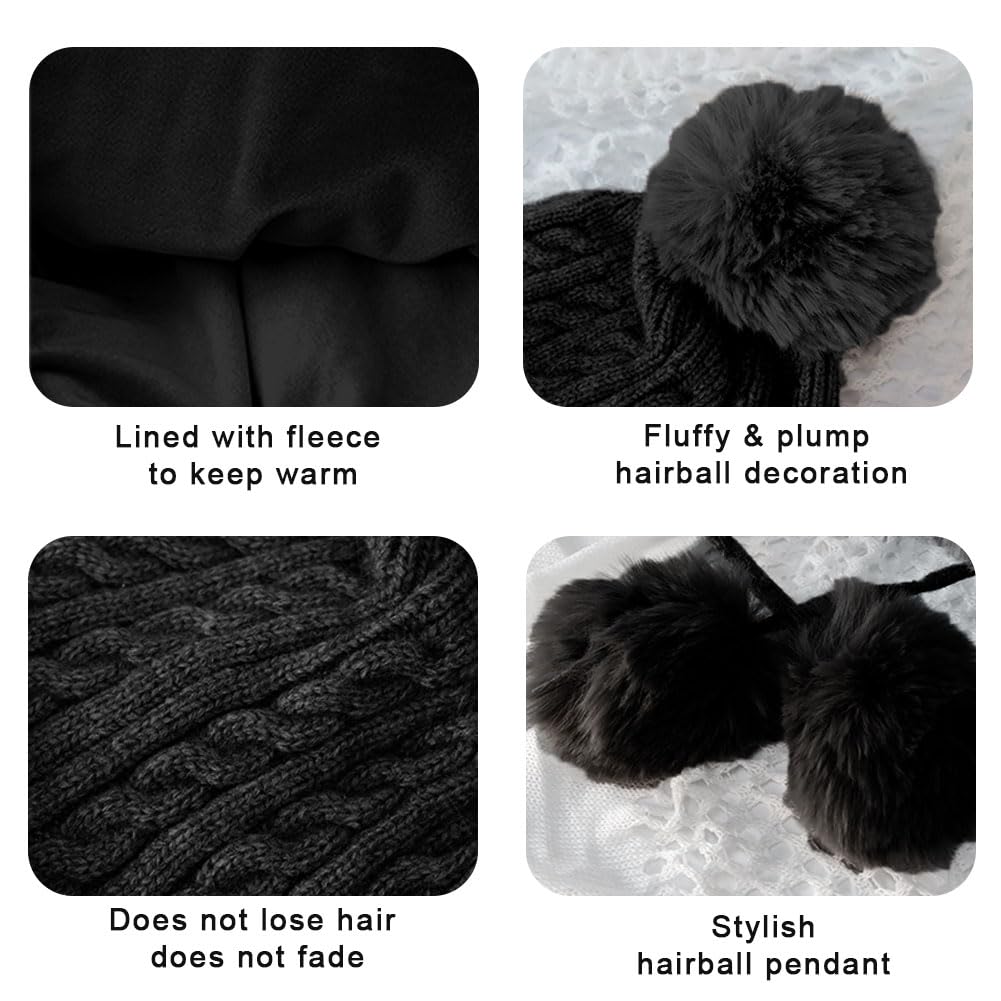 Lined with fleece
to keep warm
Fluffy & plump
hairball decoration
Does not lose hair
does not fade
Stylish
hairball pendant